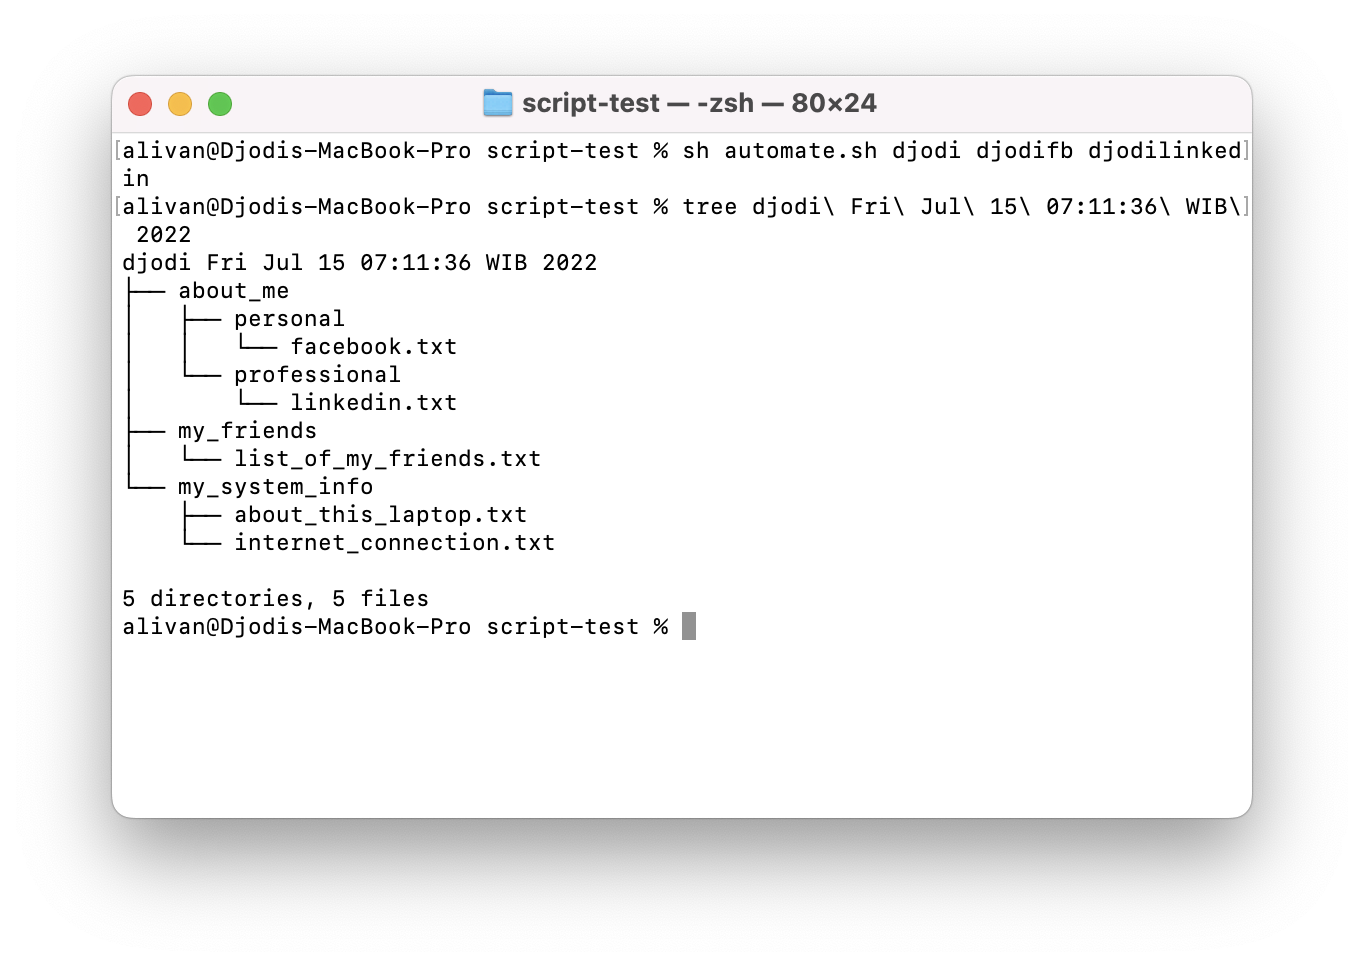 script-test — -zsh — 80×24
[alivan@Djodis-MacBook-Pro script-test % sh automate.sh djodi djodifb djodilinked]
in
[alivan@Djodis-MacBook-Pro script-test % tree djodi\ Fri\ Jul\ 15\ 07:11:36\ WIB\]
 2022
djodi Fri Jul 15 07:11:36 WIB 2022
├── about_me
│   ├── personal
│   │   └── facebook.txt
│   └── professional
│       └── linkedin.txt
├── my_friends
│   └── list_of_my_friends.txt
└── my_system_info
    ├── about_this_laptop.txt
    └── internet_connection.txt

5 directories, 5 files
alivan@Djodis-MacBook-Pro script-test %